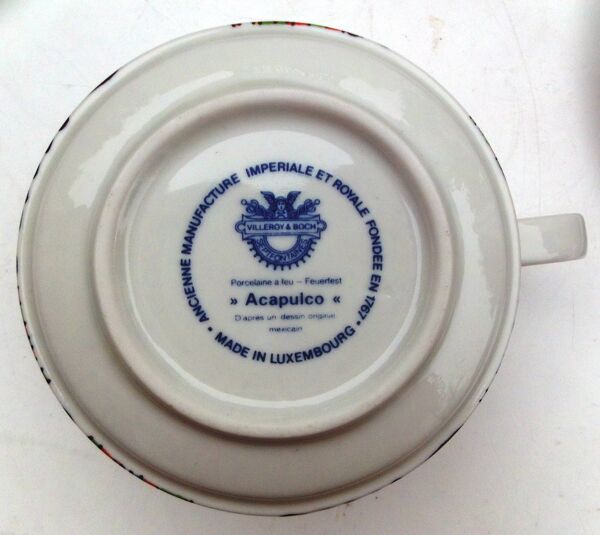 ANCIENNE MANUFACTURE IMPERIALE ET ROYALE FONDEE EN 1767
VILLEROY & BOCH
SEPTFONTAINES
Porcelaine a feu – Feuerfest
» Acapulco «
D'après un dessin original
mexicain
• MADE IN LUXEMBOURG •